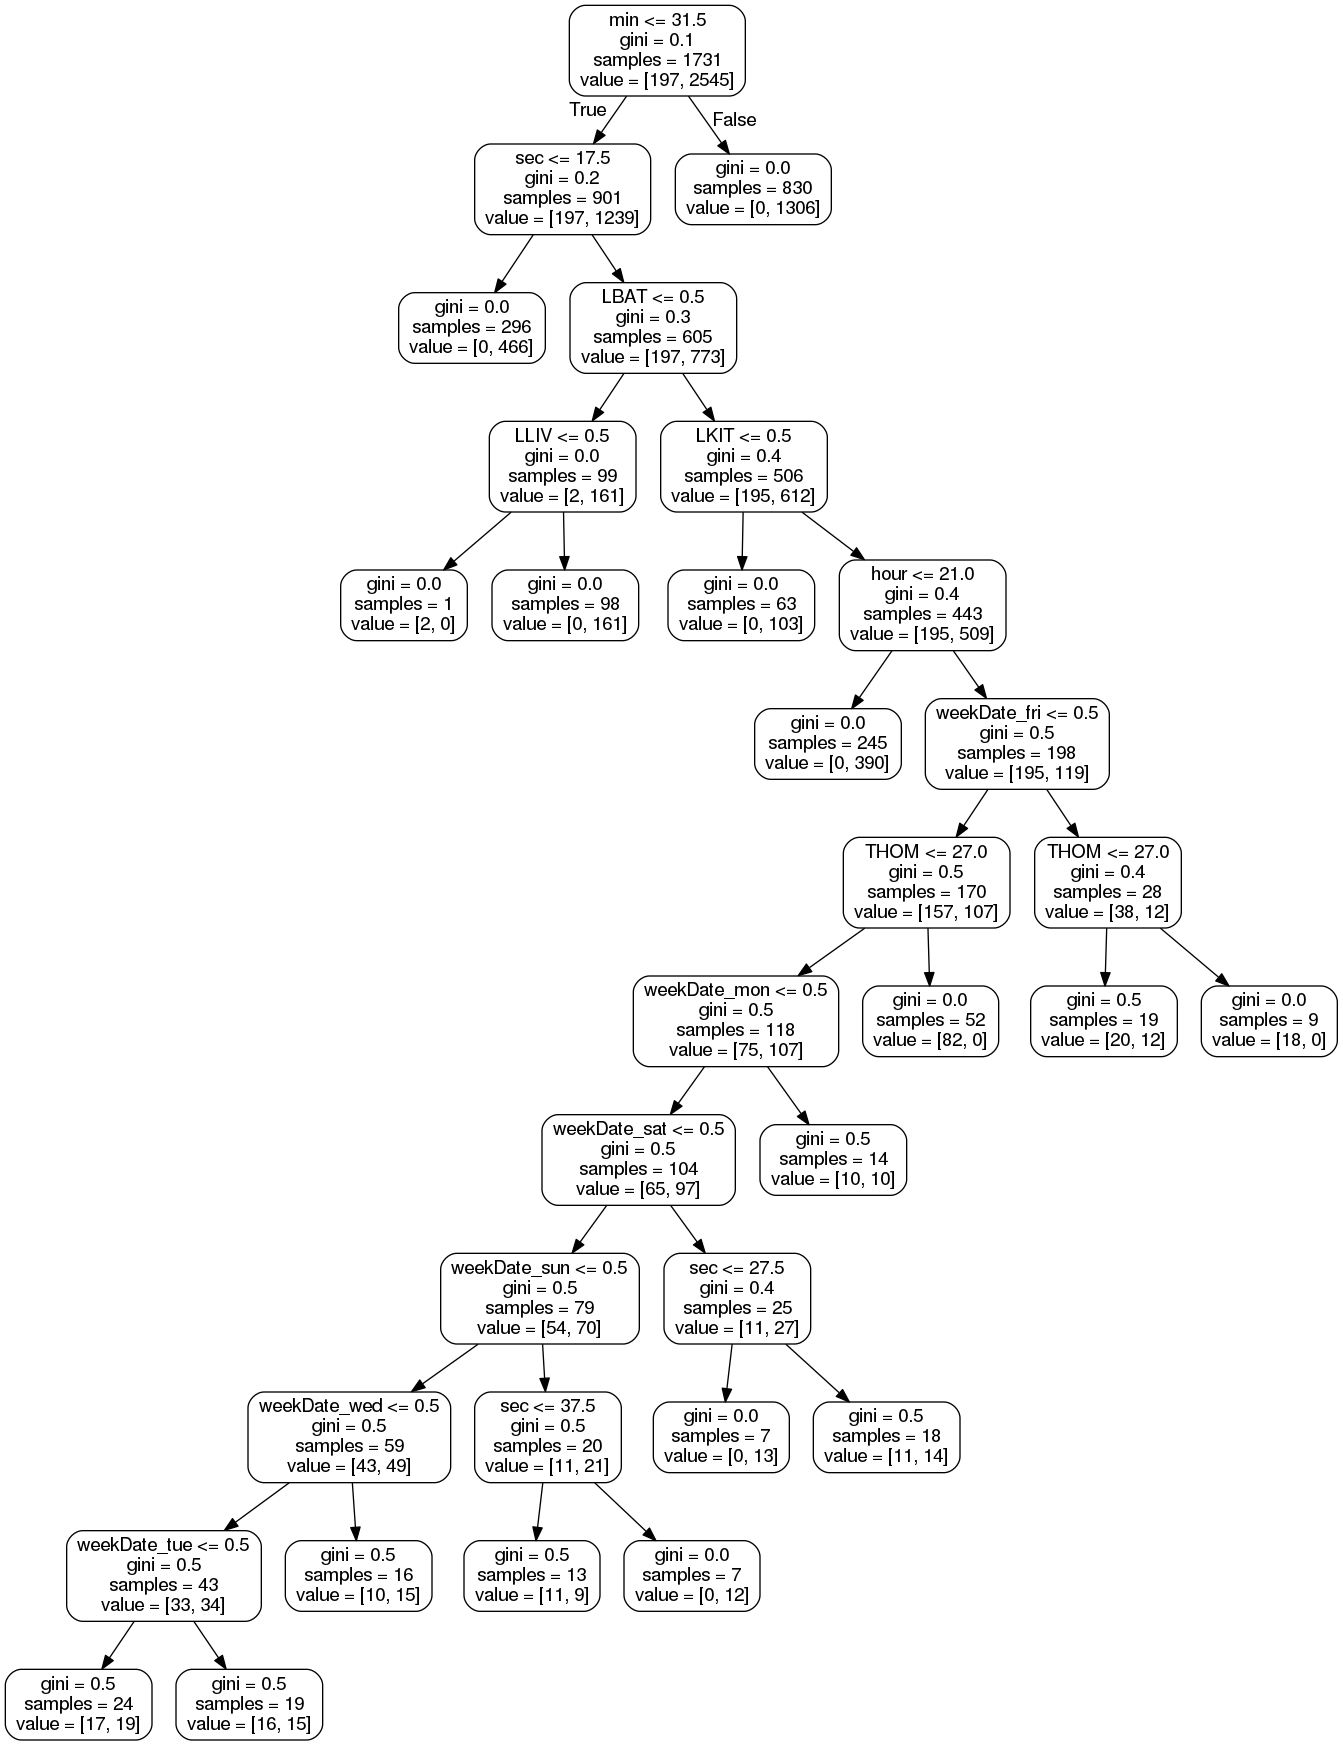 min <= 31.5
gini = 0.1
samples = 1731
value = [197, 2545]
True
False
sec <= 17.5
gini = 0.2
samples = 901
value = [197, 1239]
gini = 0.0
samples = 830
value = [0, 1306]
gini = 0.0
samples = 296
value = [0, 466]
LBAT <= 0.5
gini = 0.3
samples = 605
value = [197, 773]
LLIV <= 0.5
gini = 0.0
samples = 99
value = [2, 161]
LKIT <= 0.5
gini = 0.4
samples = 506
value = [195, 612]
gini = 0.0
samples = 1
value = [2, 0]
gini = 0.0
samples = 98
value = [0, 161]
gini = 0.0
samples = 63
value = [0, 103]
hour <= 21.0
gini = 0.4
samples = 443
value = [195, 509]
gini = 0.0
samples = 245
value = [0, 390]
weekDate_fri <= 0.5
gini = 0.5
samples = 198
value = [195, 119]
THOM <= 27.0
gini = 0.5
samples = 170
value = [157, 107]
THOM <= 27.0
gini = 0.4
samples = 28
value = [38, 12]
weekDate_mon <= 0.5
gini = 0.5
samples = 118
value = [75, 107]
gini = 0.0
samples = 52
value = [82, 0]
gini = 0.5
samples = 19
value = [20, 12]
gini = 0.0
samples = 9
value = [18, 0]
weekDate_sat <= 0.5
gini = 0.5
samples = 104
value = [65, 97]
gini = 0.5
samples = 14
value = [10, 10]
weekDate_sun <= 0.5
gini = 0.5
samples = 79
value = [54, 70]
sec <= 27.5
gini = 0.4
samples = 25
value = [11, 27]
weekDate_wed <= 0.5
gini = 0.5
samples = 59
value = [43, 49]
sec <= 37.5
gini = 0.5
samples = 20
value = [11, 21]
gini = 0.0
samples = 7
value = [0, 13]
gini = 0.5
samples = 18
value = [11, 14]
weekDate_tue <= 0.5
gini = 0.5
samples = 43
value = [33, 34]
gini = 0.5
samples = 16
value = [10, 15]
gini = 0.5
samples = 13
value = [11, 9]
gini = 0.0
samples = 7
value = [0, 12]
gini = 0.5
samples = 24
value = [17, 19]
gini = 0.5
samples = 19
value = [16, 15]